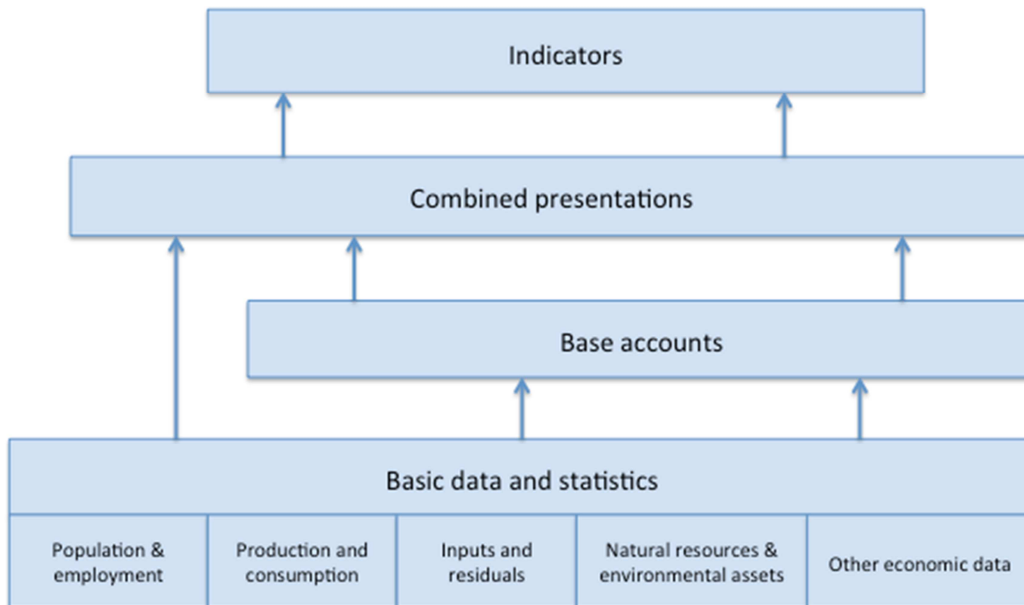 Indicators
Combined presentations
Base accounts
Basic data and statistics
Population &
employment
Production and
consumption
Inputs and
residuals
Natural resources &
environmental assets
Other economic data